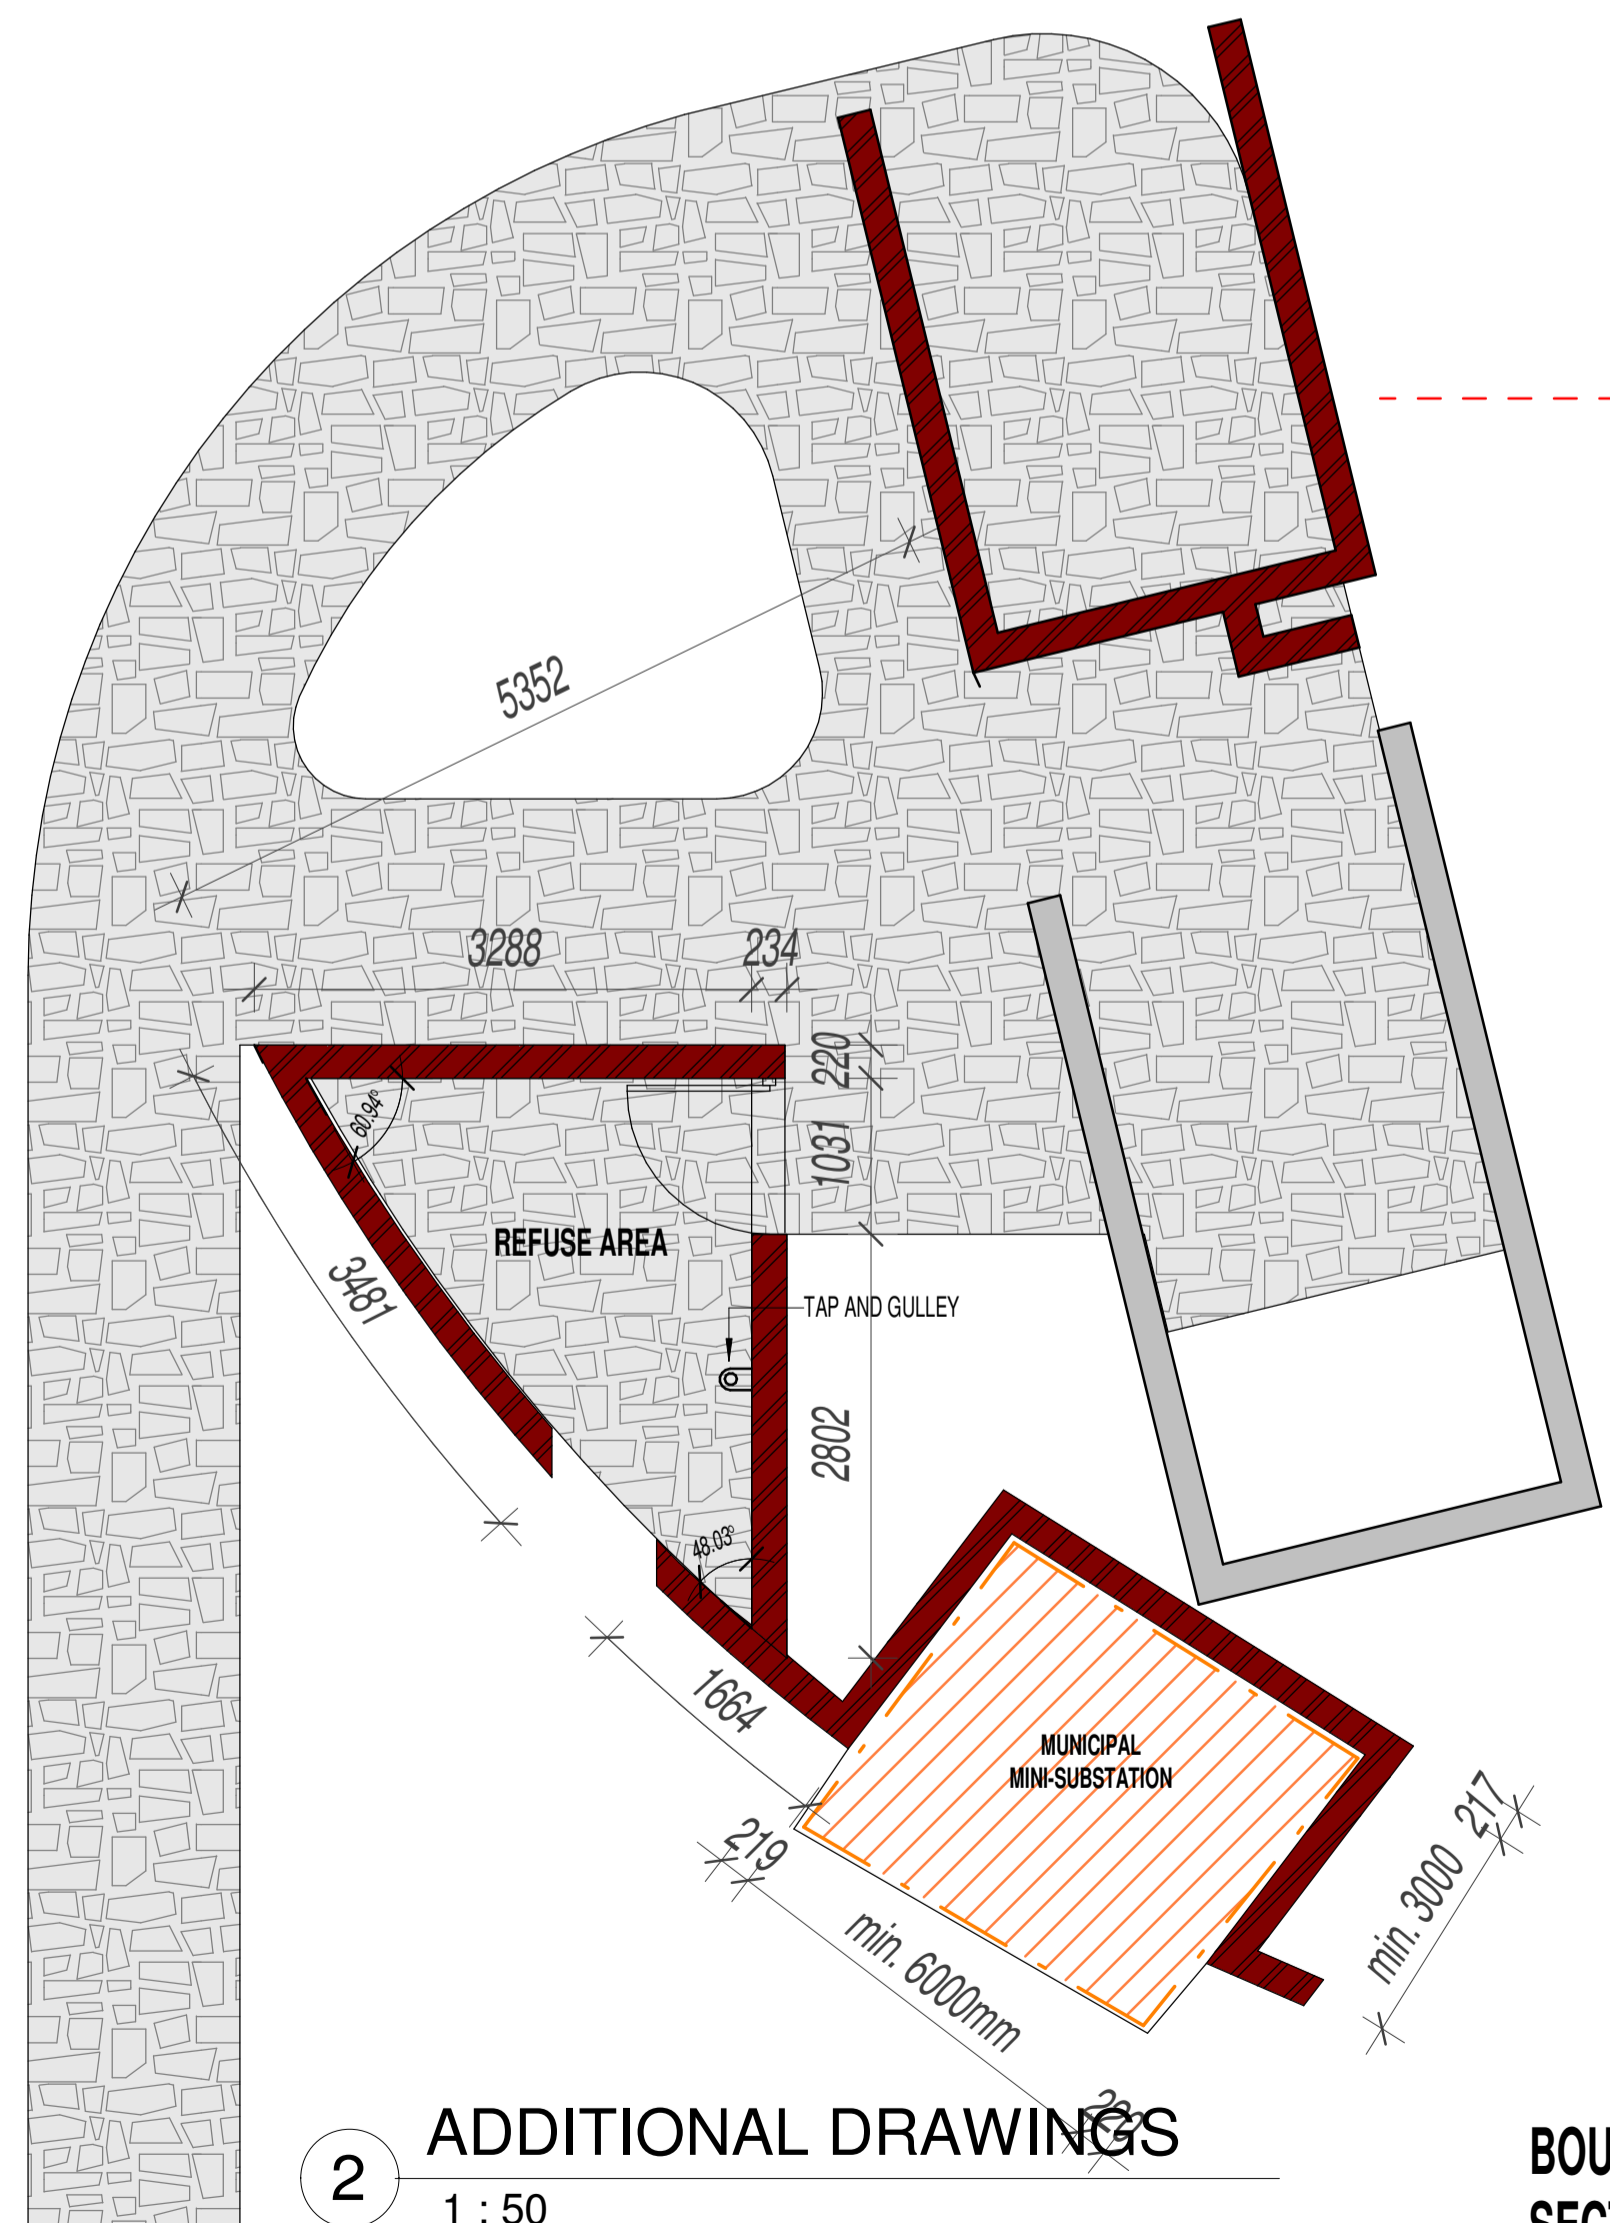 5352
3288
234
220
60.94°
1031
REFUSE AREA
3481
TAP AND GULLEY
2802
48.03°
1664
MUNICIPAL
MINI-SUBSTATION
217
219
min. 3000
min. 6000mm
ADDITIONAL DRAWINGS
2
1 : 50
BOU